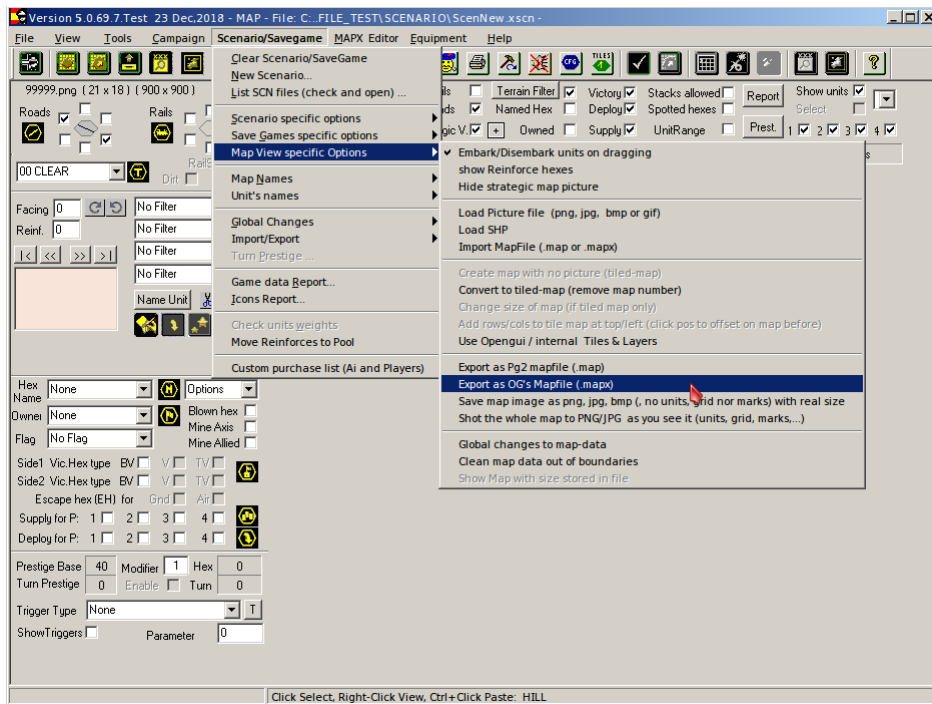 Version 5.0.69.7.Test 23 Dec,2018 - MAP - File: C:..FILE_TEST\SCENARIO\ScenNew.xscn -
File View Tools Campaign Scenario/Savegame MAPX Editor Equipment Help
99999.png ( 21 x 18 ) ( 900 x 900 )
Roads
Rails
Dirt
00 CLEAR
Facing 0
Reinf. 0
|< << >> >|
No Filter
No Filter
No Filter
No Filter
Name Unit
Clear Scenario/SaveGame
New Scenario...
List SCN files (check and open) ...
Scenario specific options
Save Games specific options
Map View specific Options
Map Names
Unit's names
Global Changes
Import/Export
Turn Prestige ...
Game data Report...
Icons Report...
Check units weights
Move Reinforces to Pool
Custom purchase list (Ai and Players)
CFG TILES
Terrain Filter Victory Stacks allowed Report Show units
Named Hex Deploy Spotted hexes Select
V. + Owned Supply UnitRange Prest. 1 2 3 4
Embark/Disembark units on dragging
show Reinforce hexes
Hide strategic map picture
Load Picture file (png, jpg, bmp or gif)
Load SHP
Import MapFile (.map or .mapx)
Create map with no picture (tiled-map)
Convert to tiled-map (remove map number)
Change size of map (if tiled map only)
Add rows/cols to tile map at top/left (click pos to offset on map before)
Use Opengui / internal Tiles & Layers
Export as Pg2 mapfile (.map)
Export as OG's Mapfile (.mapx)
Save map image as png, jpg, bmp (, no units, grid nor marks) with real size
Shot the whole map to PNG/JPG as you see it (units, grid, marks,...)
Global changes to map-data
Clean map data out of boundaries
Show Map with size stored in file
Hex Name None
Options
Owner None
Blown hex
Mine Axis
Flag No Flag
Mine Allied
Side1 Vic.Hex type BV V TV
Side2 Vic.Hex type BV V TV
Escape hex (EH) for Gnd Air
Supply for P: 1 2 3 4
Deploy for P: 1 2 3 4
Prestige Base 40 Modifier 1 Hex 0
Turn Prestige 0 Enable Turn 0
Trigger Type None T
ShowTriggers Parameter 0
Click Select, Right-Click View, Ctrl+Click Paste: HILL